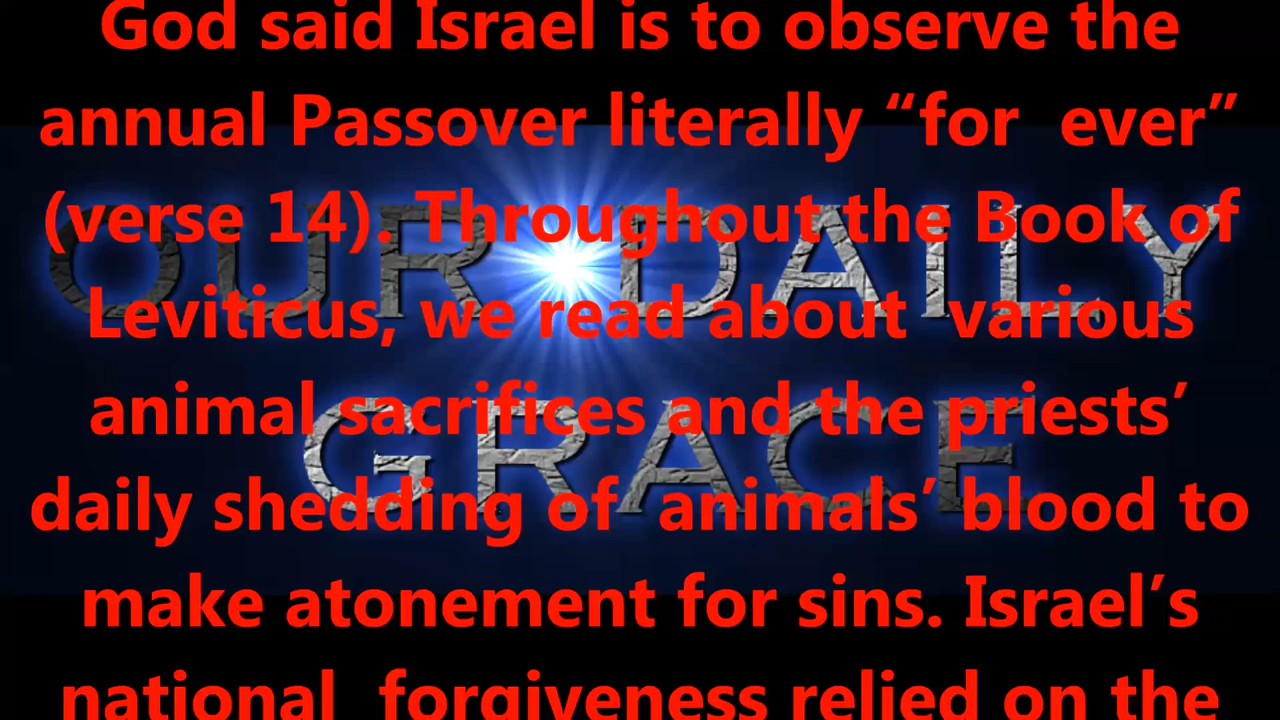 God said Israel is to observe the
annual Passover literally “for ever”
(verse 14). Throughout the Book of
OUR DAILY
Leviticus, we read about various
animal sacrifices and the priests’
GRACE
daily shedding of animals’ blood to
make atonement for sins. Israel’s
national forgiveness relied on the